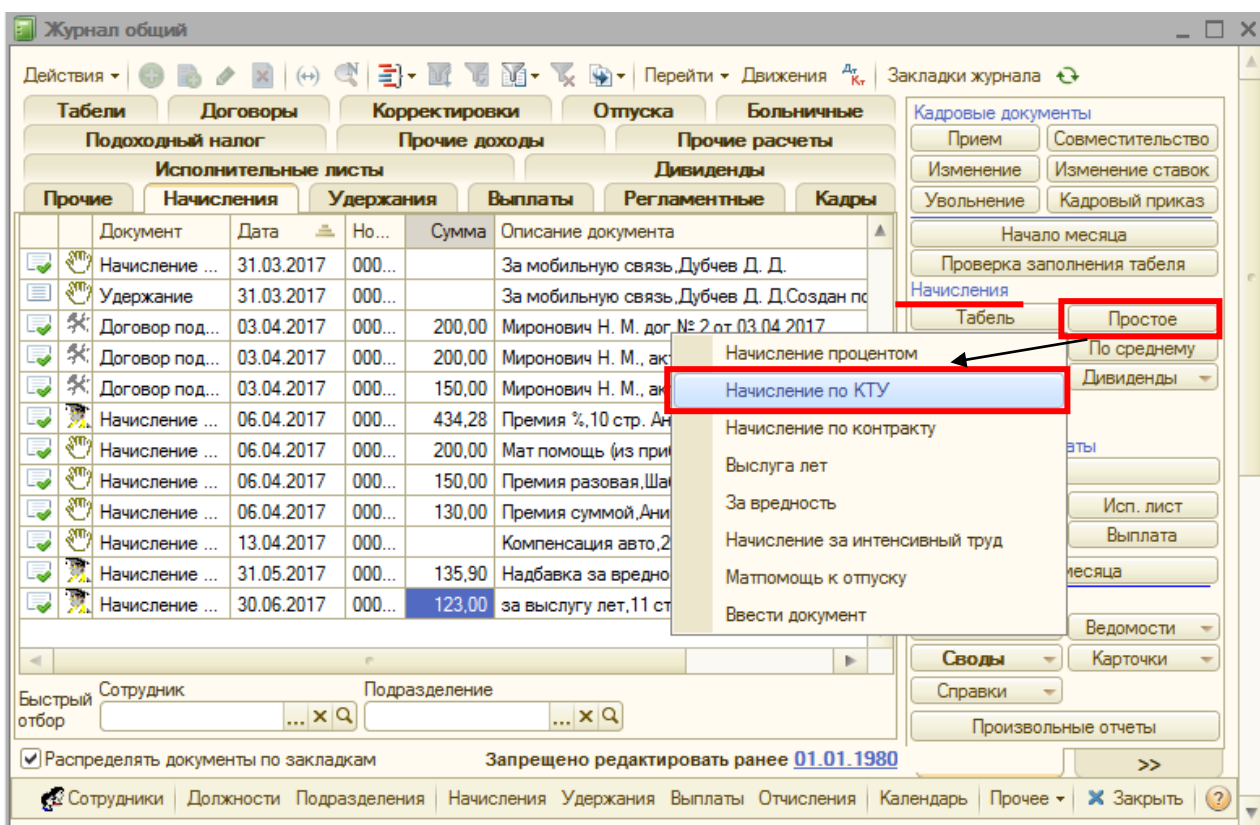 Журнал общий
Действия Перейти Движения Дт Кт Закладки журнала
Табели Договоры Корректировки Отпуска Больничные
Подоходный налог Прочие доходы Прочие расчеты
Исполнительные листы Дивиденды
Прочие Начисления Удержания Выплаты Регламентные Кадры
Документ Дата Но... Сумма Описание документа
Начисление ... 31.03.2017 000... За мобильную связь,Дубчев Д. Д.
Удержание 31.03.2017 000... За мобильную связь,Дубчев Д. Д.Создан по
Договор под... 03.04.2017 000... 200,00 Миронович Н. М. дог.№ 2 от 03.04.2017
Договор под... 03.04.2017 000... 200,00 Миронович Н. М., ак
Договор под... 03.04.2017 000... 150,00 Миронович Н. М., ак
Начисление ... 06.04.2017 000... 434,28 Премия %,10 стр. Ан
Начисление ... 06.04.2017 000... 200,00 Мат помощь (из при
Начисление ... 06.04.2017 000... 150,00 Премия разовая,Ша
Начисление ... 06.04.2017 000... 130,00 Премия суммой,Ани
Начисление ... 13.04.2017 000... Компенсация авто,2
Начисление ... 31.05.2017 000... 135,90 Надбавка за вредно
Начисление ... 30.06.2017 000... 123,00 за выслугу лет,11 ст
Начисление процентом
Начисление по КТУ
Начисление по контракту
Выслуга лет
За вредность
Начисление за интенсивный труд
Матпомощь к отпуску
Ввести документ
Кадровые документы
Прием Совместительство
Изменение Изменение ставок
Увольнение Кадровый приказ
Начало месяца
Проверка заполнения табеля
Начисления
Табель Простое
По среднему
Дивиденды
аты
Исп. лист
Выплата
месяца
Ведомости
Своды Карточки
Справки
Произвольные отчеты
>>
Быстрый отбор
Сотрудник ... x
Подразделение ... x
Распределять документы по закладкам Запрещено редактировать ранее 01.01.1980
Сотрудники Должности Подразделения Начисления Удержания Выплаты Отчисления Календарь Прочее Закрыть ?